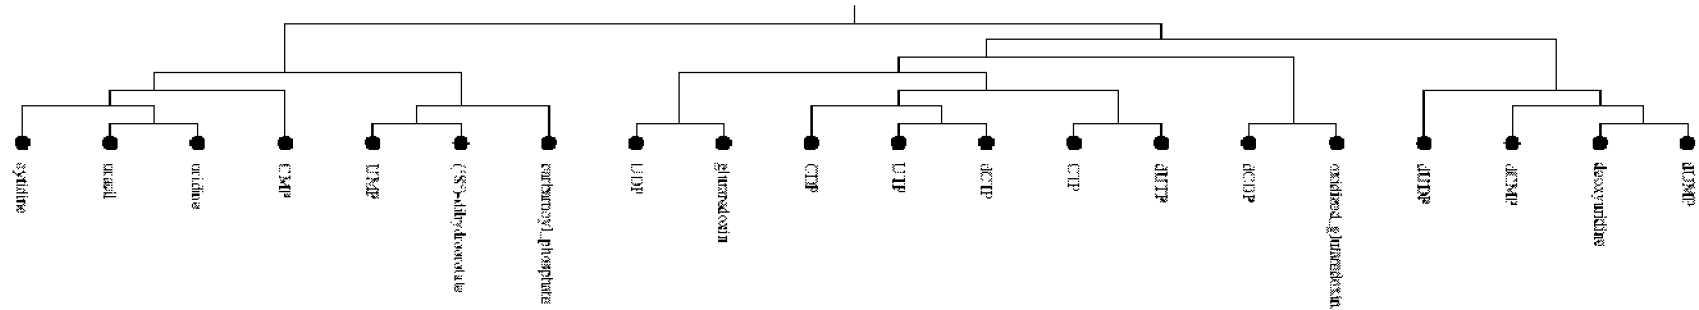 cytidine
uracil
uridine
CMP
UMP
(S)-dihydroorotate
carbamoyl_phosphate
UDP
glutaredoxin
CDP
UTP
dCTP
CTP
dUTP
dCDP
oxidized_glutaredoxin
dUDP
dCMP
deoxyuridine
dUMP